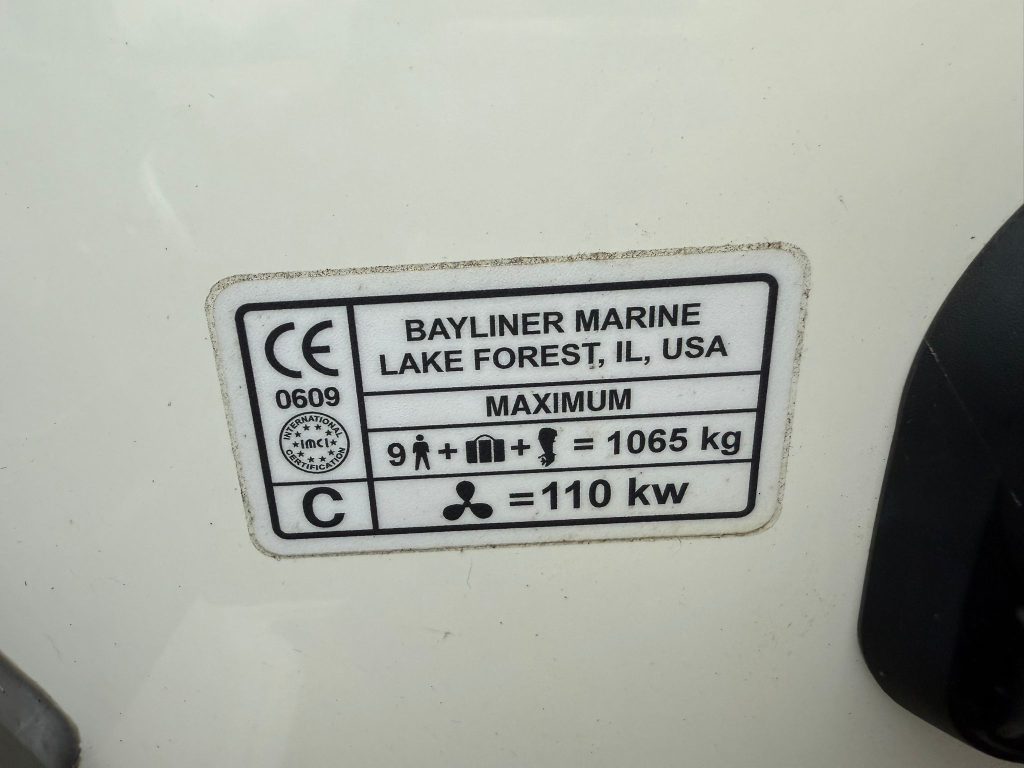 CE
0609
INTERNATIONAL
IMCI
CERTIFICATION
C
BAYLINER MARINE
LAKE FOREST, IL, USA
MAXIMUM
9 + + = 1065 kg
=110 kw